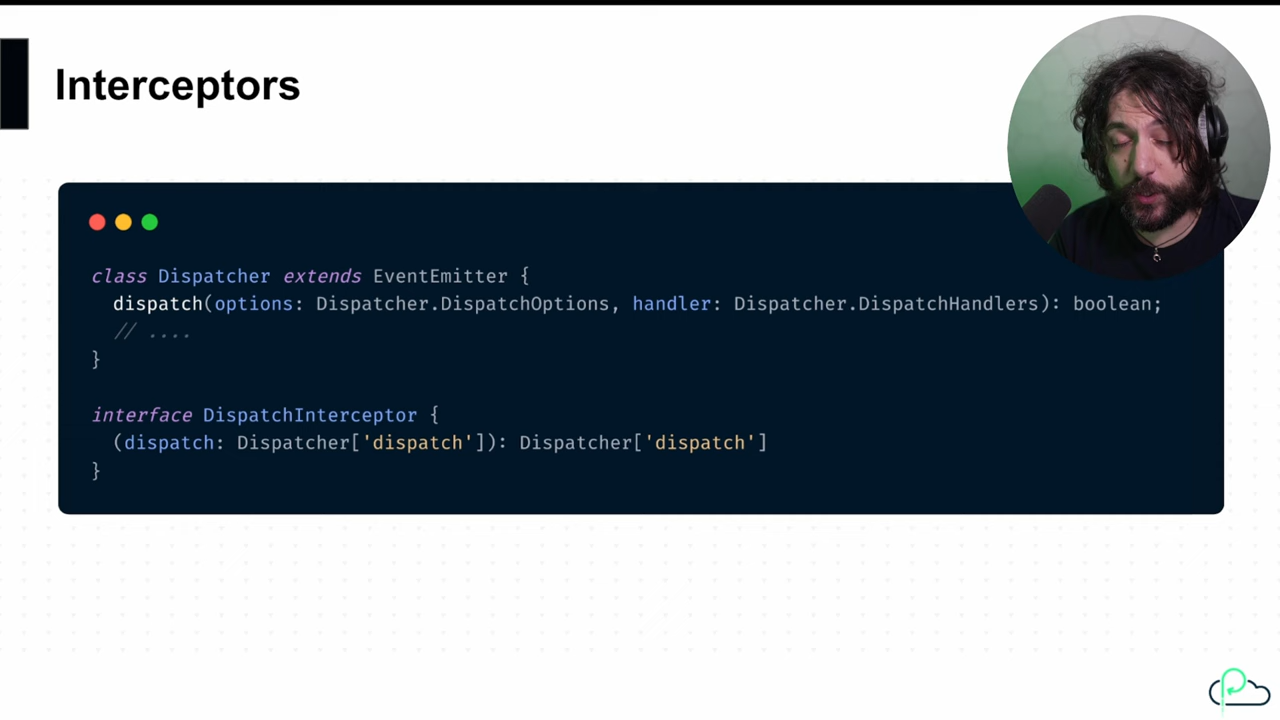 Interceptors
class Dispatcher extends EventEmitter {
dispatch(options: Dispatcher.DispatchOptions, handler: Dispatcher.DispatchHandlers): boolean;
// ....
}
interface DispatchInterceptor {
(dispatch: Dispatcher['dispatch']): Dispatcher['dispatch']
}